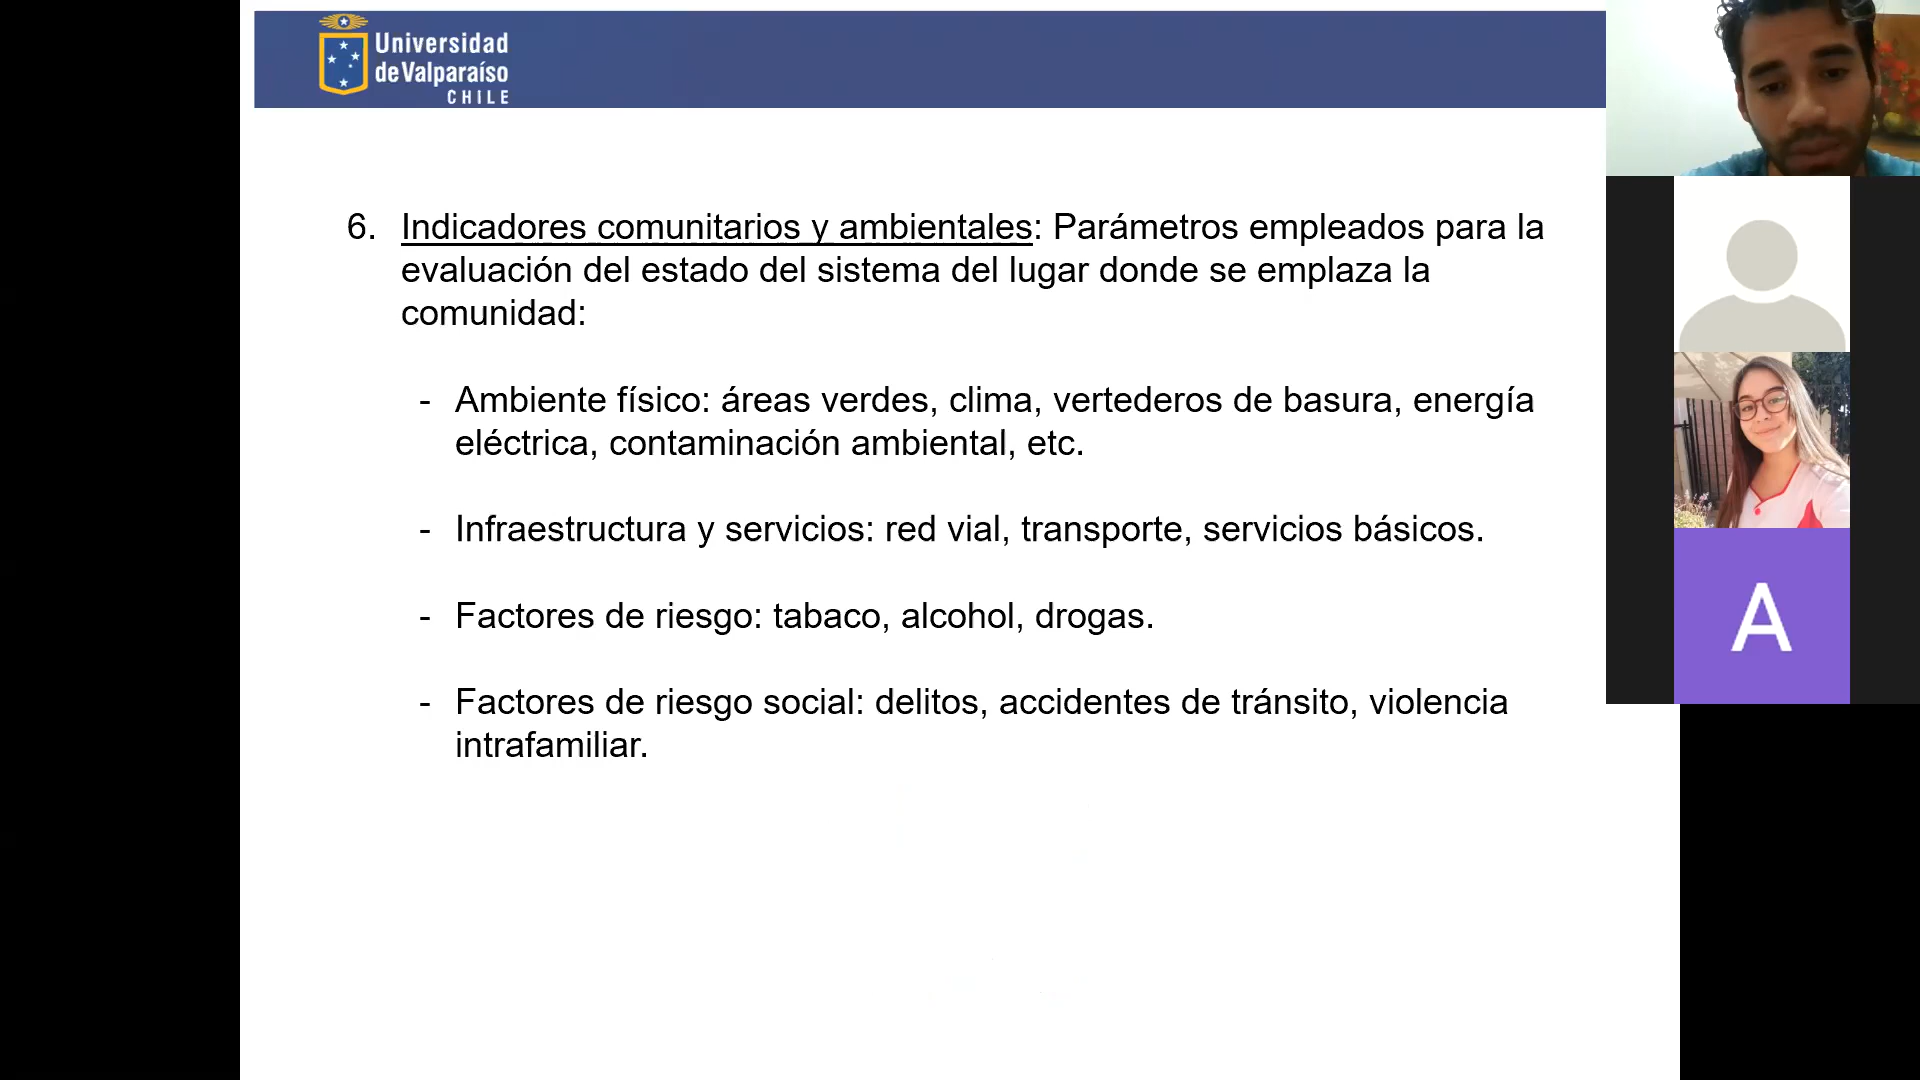 Universidad
de Valparaíso
CHILE
6. Indicadores comunitarios y ambientales: Parámetros empleados para la
evaluación del estado del sistema del lugar donde se emplaza la
comunidad:
- Ambiente físico: áreas verdes, clima, vertederos de basura, energía
eléctrica, contaminación ambiental, etc.
- Infraestructura y servicios: red vial, transporte, servicios básicos.
- Factores de riesgo: tabaco, alcohol, drogas.
- Factores de riesgo social: delitos, accidentes de tránsito, violencia
intrafamiliar.
A